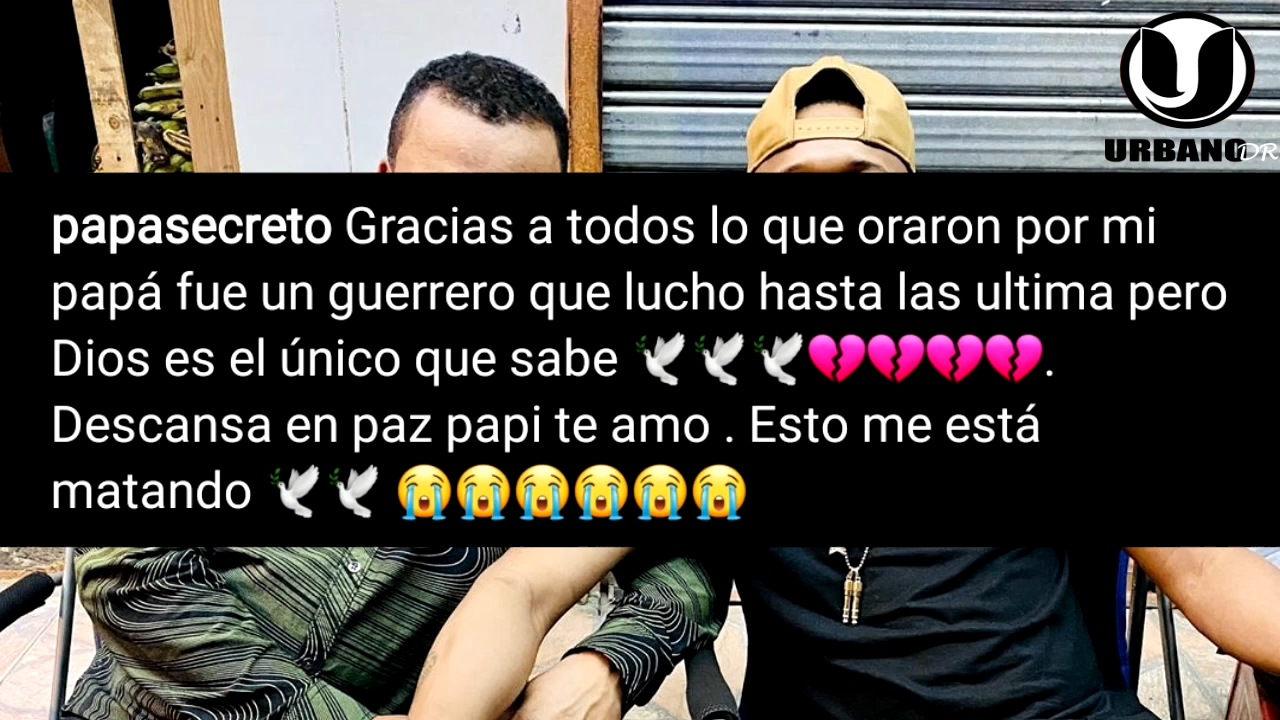 URBANO DR
papasecreto Gracias a todos lo que oraron por mi
papá fue un guerrero que lucho hasta las ultima pero
Dios es el único que sabe 🕊🕊🕊💔💔💔💔.
Descansa en paz papi te amo . Esto me está
matando 🕊🕊 😭😭😭😭😭😭